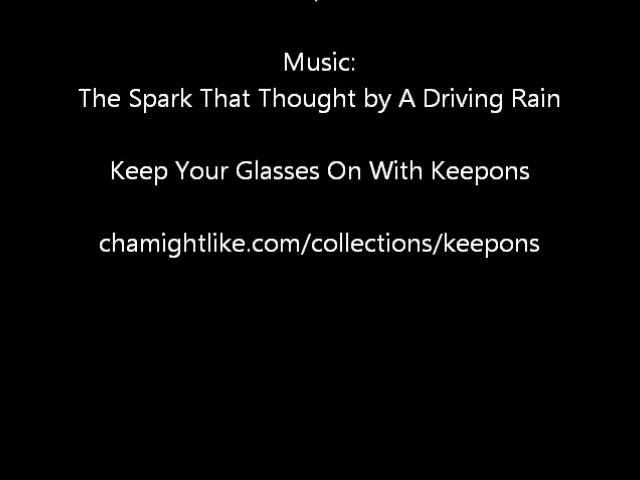 Music:
The Spark That Thought by A Driving Rain
Keep Your Glasses On With Keepons
chamightlike.com/collections/keepons